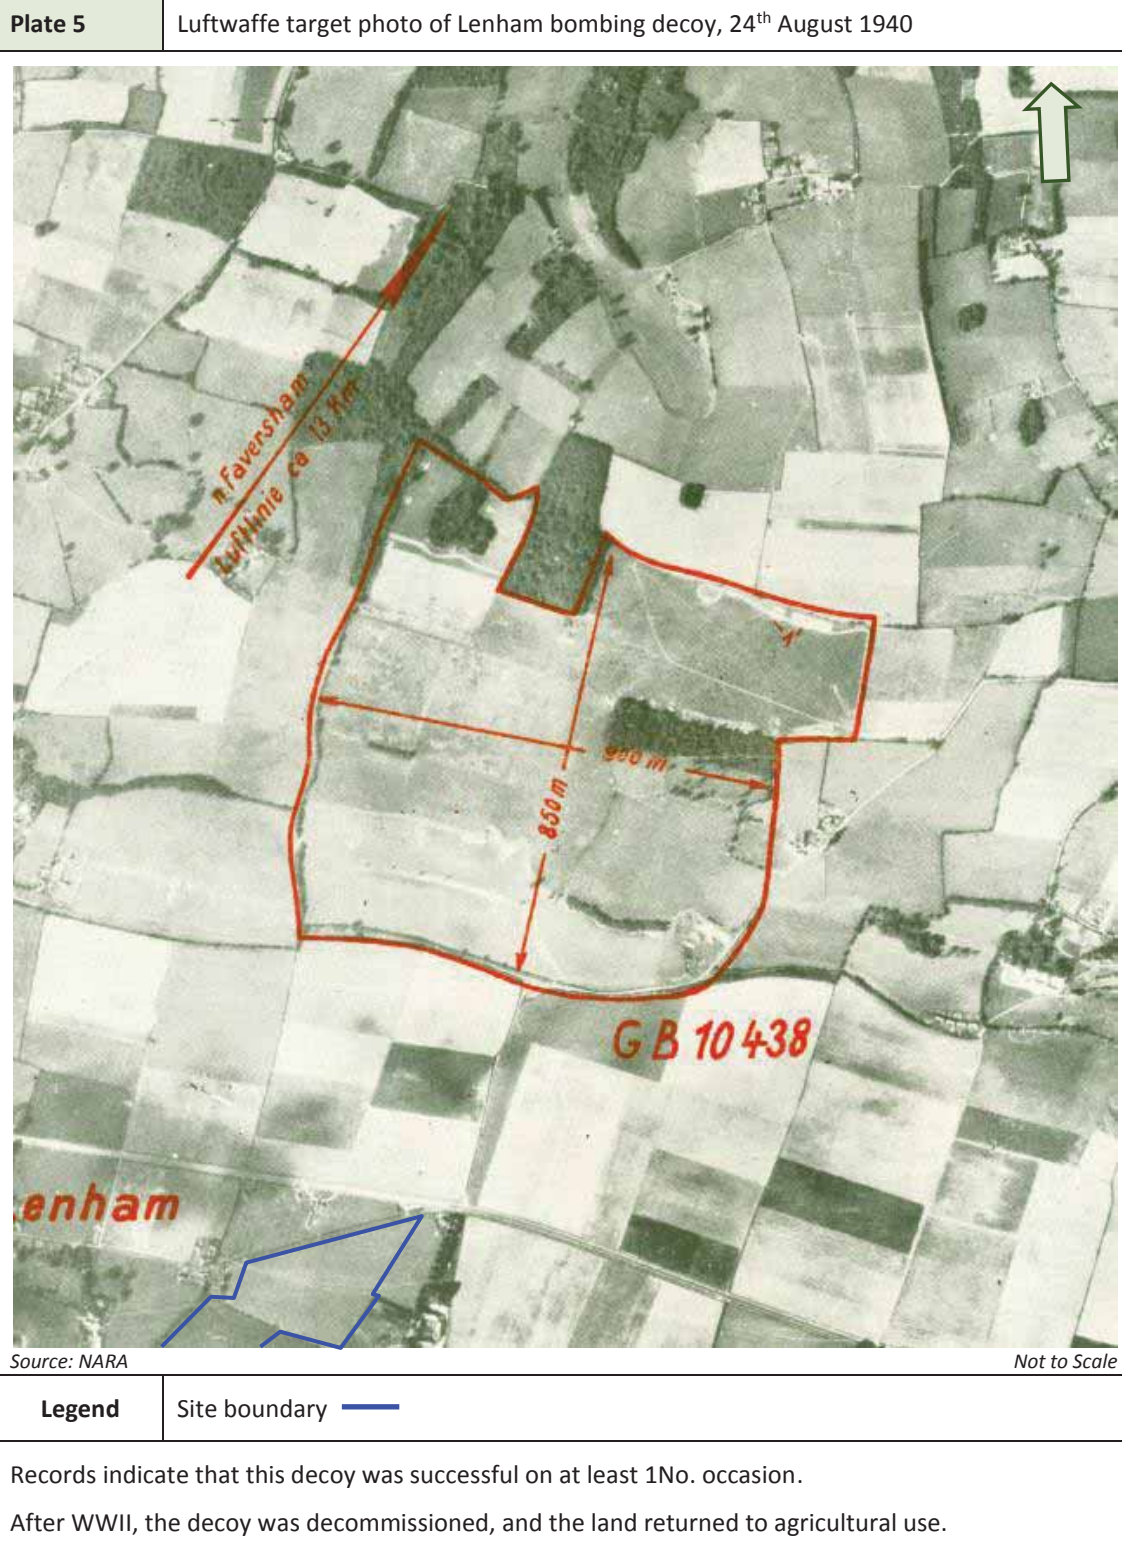 Plate 5
Luftwaffe target photo of Lenham bombing decoy, 24th August 1940
n. Faversham
Luftlinie ca 13 Km
900 m
850 m
GB 10 438
enham
Source: NARA
Not to Scale
Legend
Site boundary
Records indicate that this decoy was successful on at least 1No. occasion.
After WWII, the decoy was decommissioned, and the land returned to agricultural use.